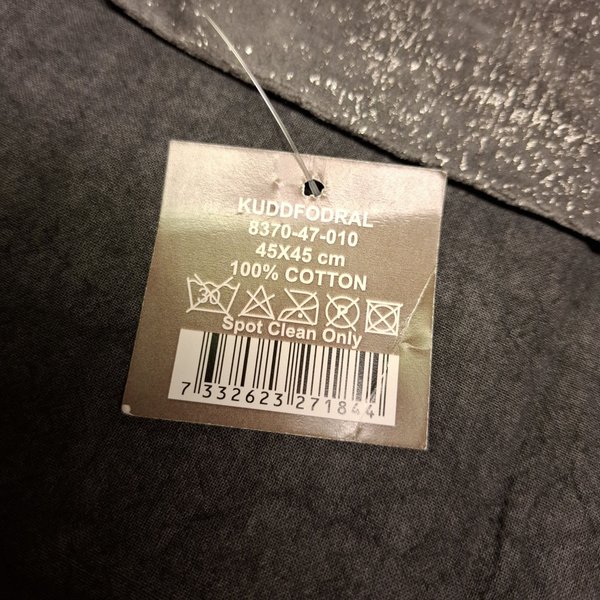 KUDDFODRAL
8370-47-010
45X45 cm
100% COTTON
30 P
Spot Clean Only
7 332623 271844